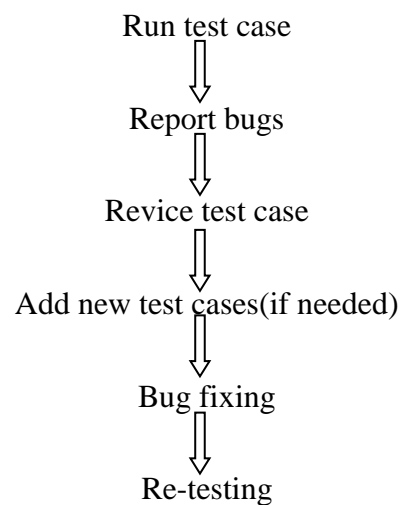 Run test case
Report bugs
Revice test case
Add new test cases(if needed)
Bug fixing
Re-testing